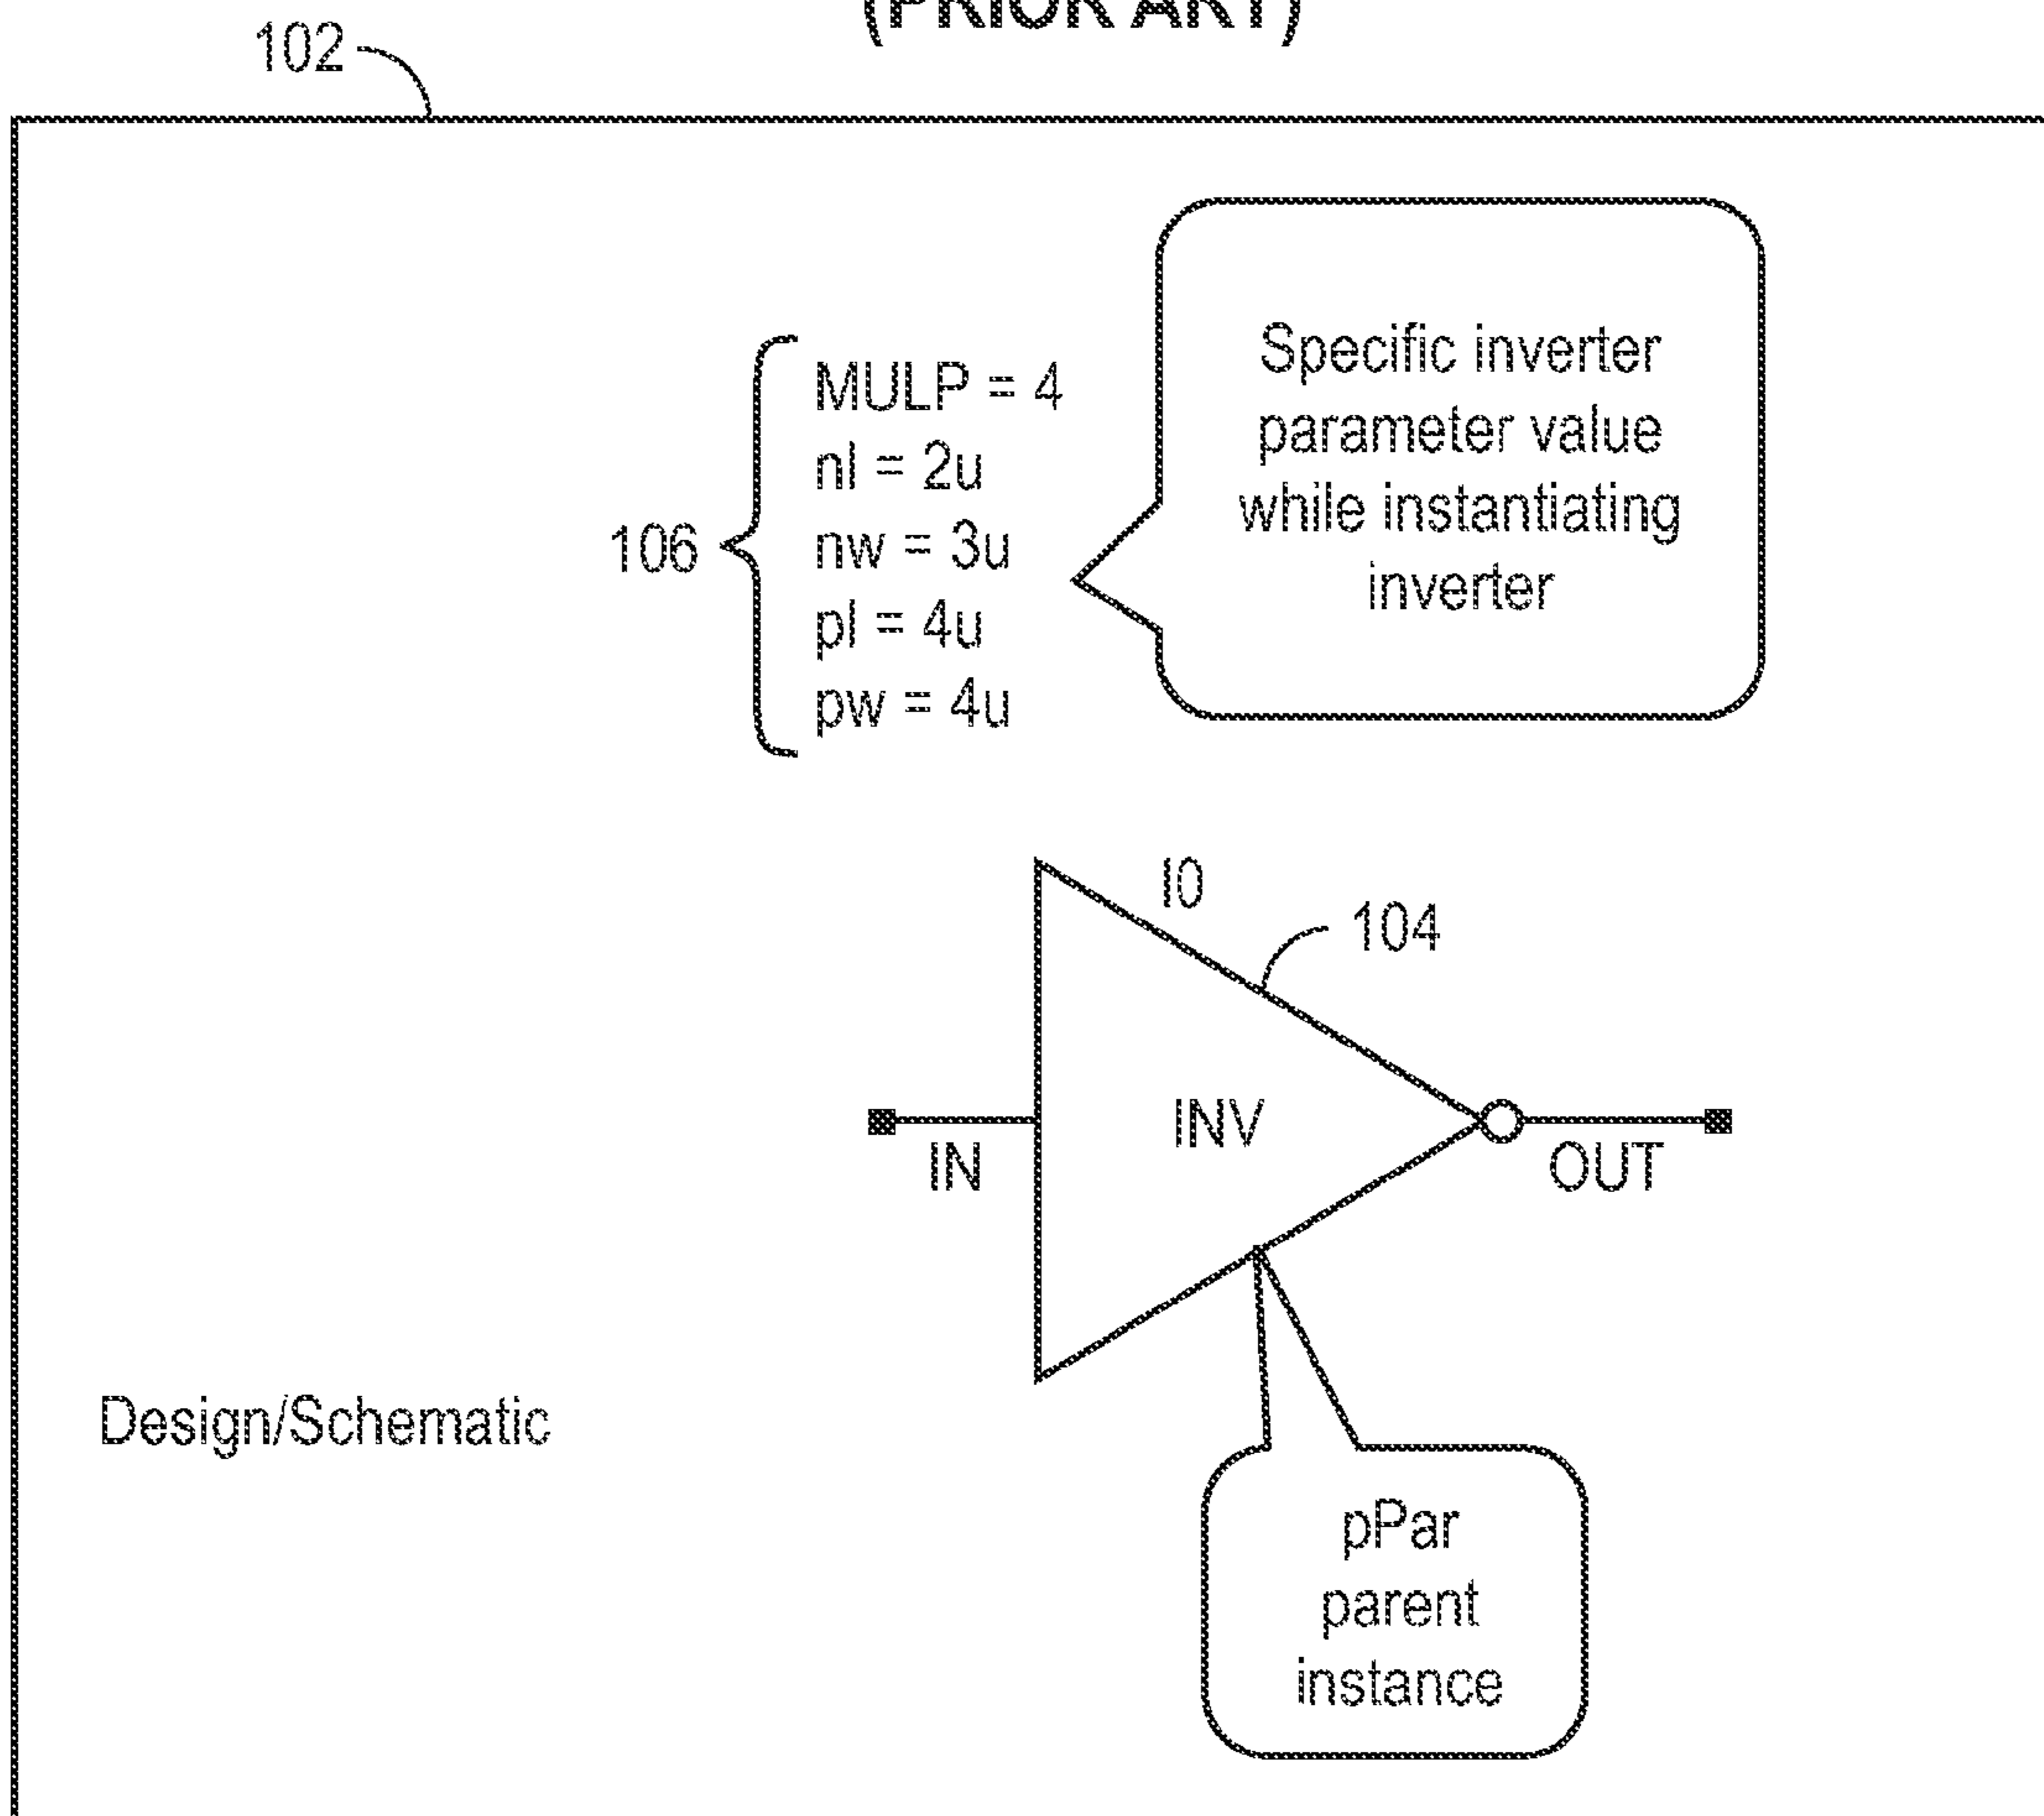 (PRIOR ART)
102
Specific inverter
parameter value
while instantiating
inverter
106
MULP = 4
nl = 2u
nw = 3u
pl = 4u
pw = 4u
I0
104
INV
IN
OUT
Design/Schematic
pPar
parent
instance